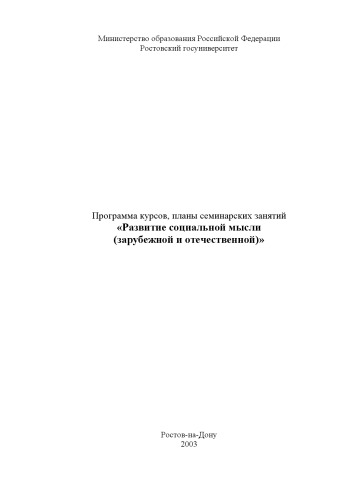 Министерство образования Российской Федерации
Ростовский госуниверситет
Программа курсов, планы семинарских занятий
«Развитие социальной мысли
(зарубежной и отечественной)»
Ростов-на-Дону
2003